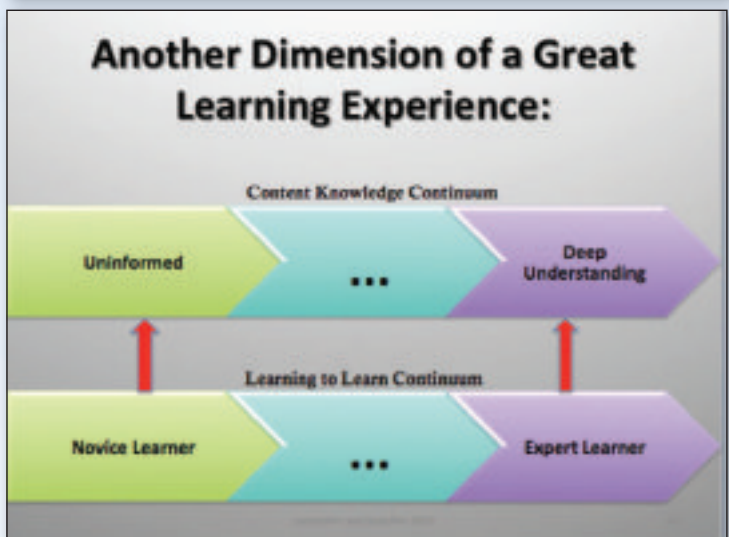 Another Dimension of a Great
Learning Experience:
Content Knowledge Continuum
Uninformed
...
Deep
Understanding
Learning to Learn Continuum
Novice Learner
...
Expert Learner